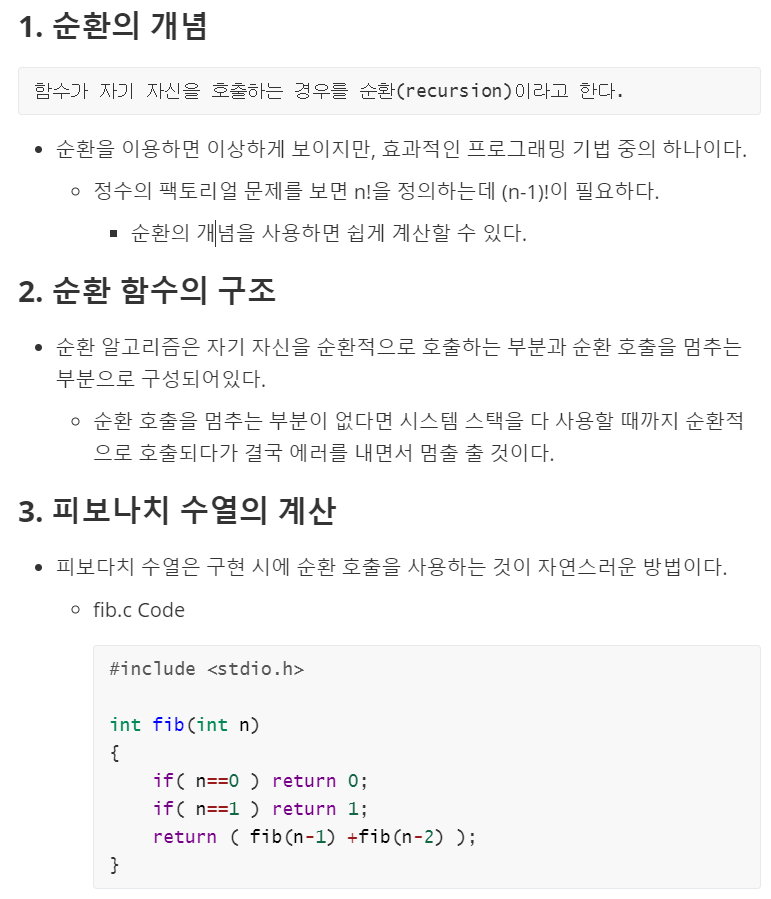 1. 순환의 개념
함수가 자기 자신을 호출하는 경우를 순환(recursion)이라고 한다.
• 순환을 이용하면 이상하게 보이지만, 효과적인 프로그래밍 기법 중의 하나이다.
◦ 정수의 팩토리얼 문제를 보면 n!을 정의하는데 (n-1)!이 필요하다.
▪ 순환의 개념을 사용하면 쉽게 계산할 수 있다.
2. 순환 함수의 구조
• 순환 알고리즘은 자기 자신을 순환적으로 호출하는 부분과 순환 호출을 멈추는
부분으로 구성되어있다.
◦ 순환 호출을 멈추는 부분이 없다면 시스템 스택을 다 사용할 때까지 순환적
으로 호출되다가 결국 에러를 내면서 멈출 출 것이다.
3. 피보나치 수열의 계산
• 피보다치 수열은 구현 시에 순환 호출을 사용하는 것이 자연스러운 방법이다.
◦ fib.c Code
#include <stdio.h>
int fib(int n)
{
    if( n==0 ) return 0;
    if( n==1 ) return 1;
    return ( fib(n-1) +fib(n-2) );
}